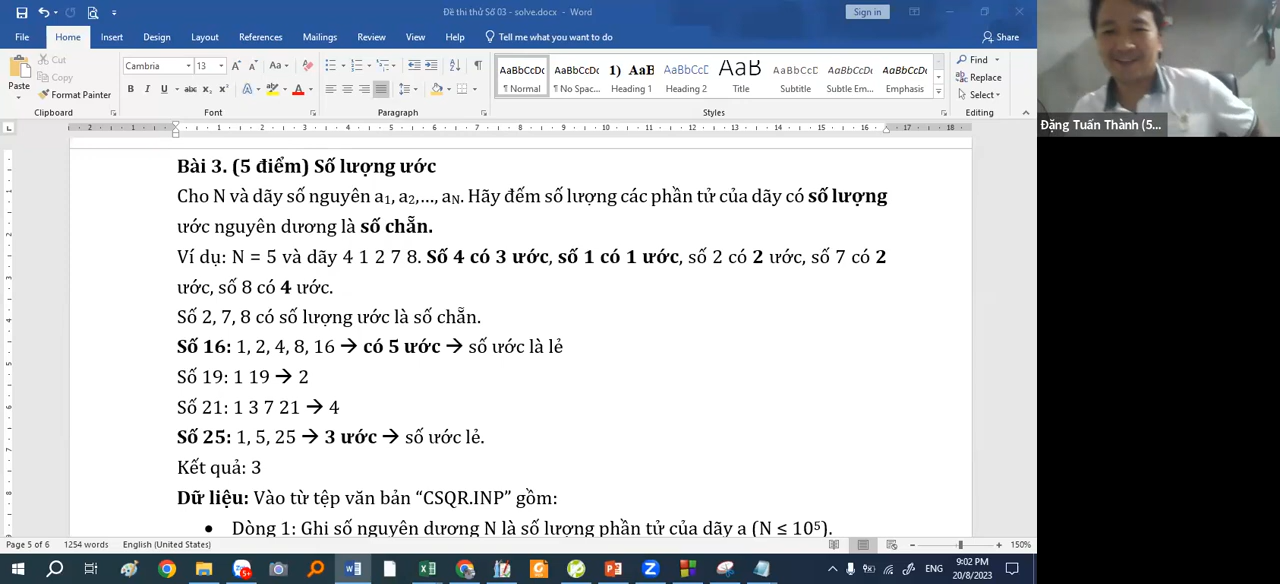 Đề thi thử Số 03 - solve.docx - Word
Sign in
File Home Insert Design Layout References Mailings Review View Help Tell me what you want to do
Share
Paste
Cut
Copy
Format Painter
Clipboard
Cambria 13
Font
Paragraph
AaBbCcDc AaBbCcDc 1) AaB AaBbCcD AaB AaBbCcD AaBbCcDc AaBbCcDc
¶ Normal ¶ No Spac... Heading 1 Heading 2 Title Subtitle Subtle Em... Emphasis
Styles
Find
Replace
Select
Editing
Đặng Tuấn Thành (5...
Bài 3. (5 điểm) Số lượng ước
Cho N và dãy số nguyên a₁, a₂,..., a_N. Hãy đếm số lượng các phần tử của dãy có số lượng
ước nguyên dương là số chẵn.
Ví dụ: N = 5 và dãy 4 1 2 7 8. Số 4 có 3 ước, số 1 có 1 ước, số 2 có 2 ước, số 7 có 2
ước, số 8 có 4 ước.
Số 2, 7, 8 có số lượng ước là số chẵn.
Số 16: 1, 2, 4, 8, 16 → có 5 ước → số ước là lẻ
Số 19: 1 19 → 2
Số 21: 1 3 7 21 → 4
Số 25: 1, 5, 25 → 3 ước → số ước lẻ.
Kết quả: 3
Dữ liệu: Vào từ tệp văn bản “CSQR.INP” gồm:
• Dòng 1: Ghi số nguyên dương N là số lượng phần tử của dãy a (N ≤ 10⁵).
Page 5 of 6 1254 words English (United States)
150%
ENG
9:02 PM
20/8/2023